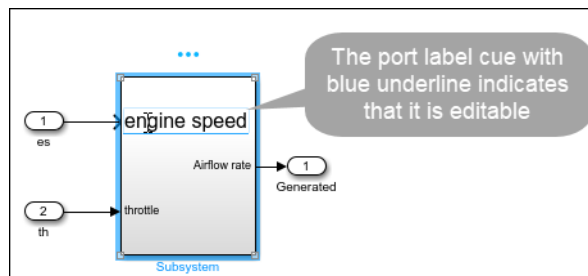 The port label cue with
blue underline indicates
that it is editable
1
engine speed
es
Airflow rate
1
Generated
2
throttle
th
Subsystem